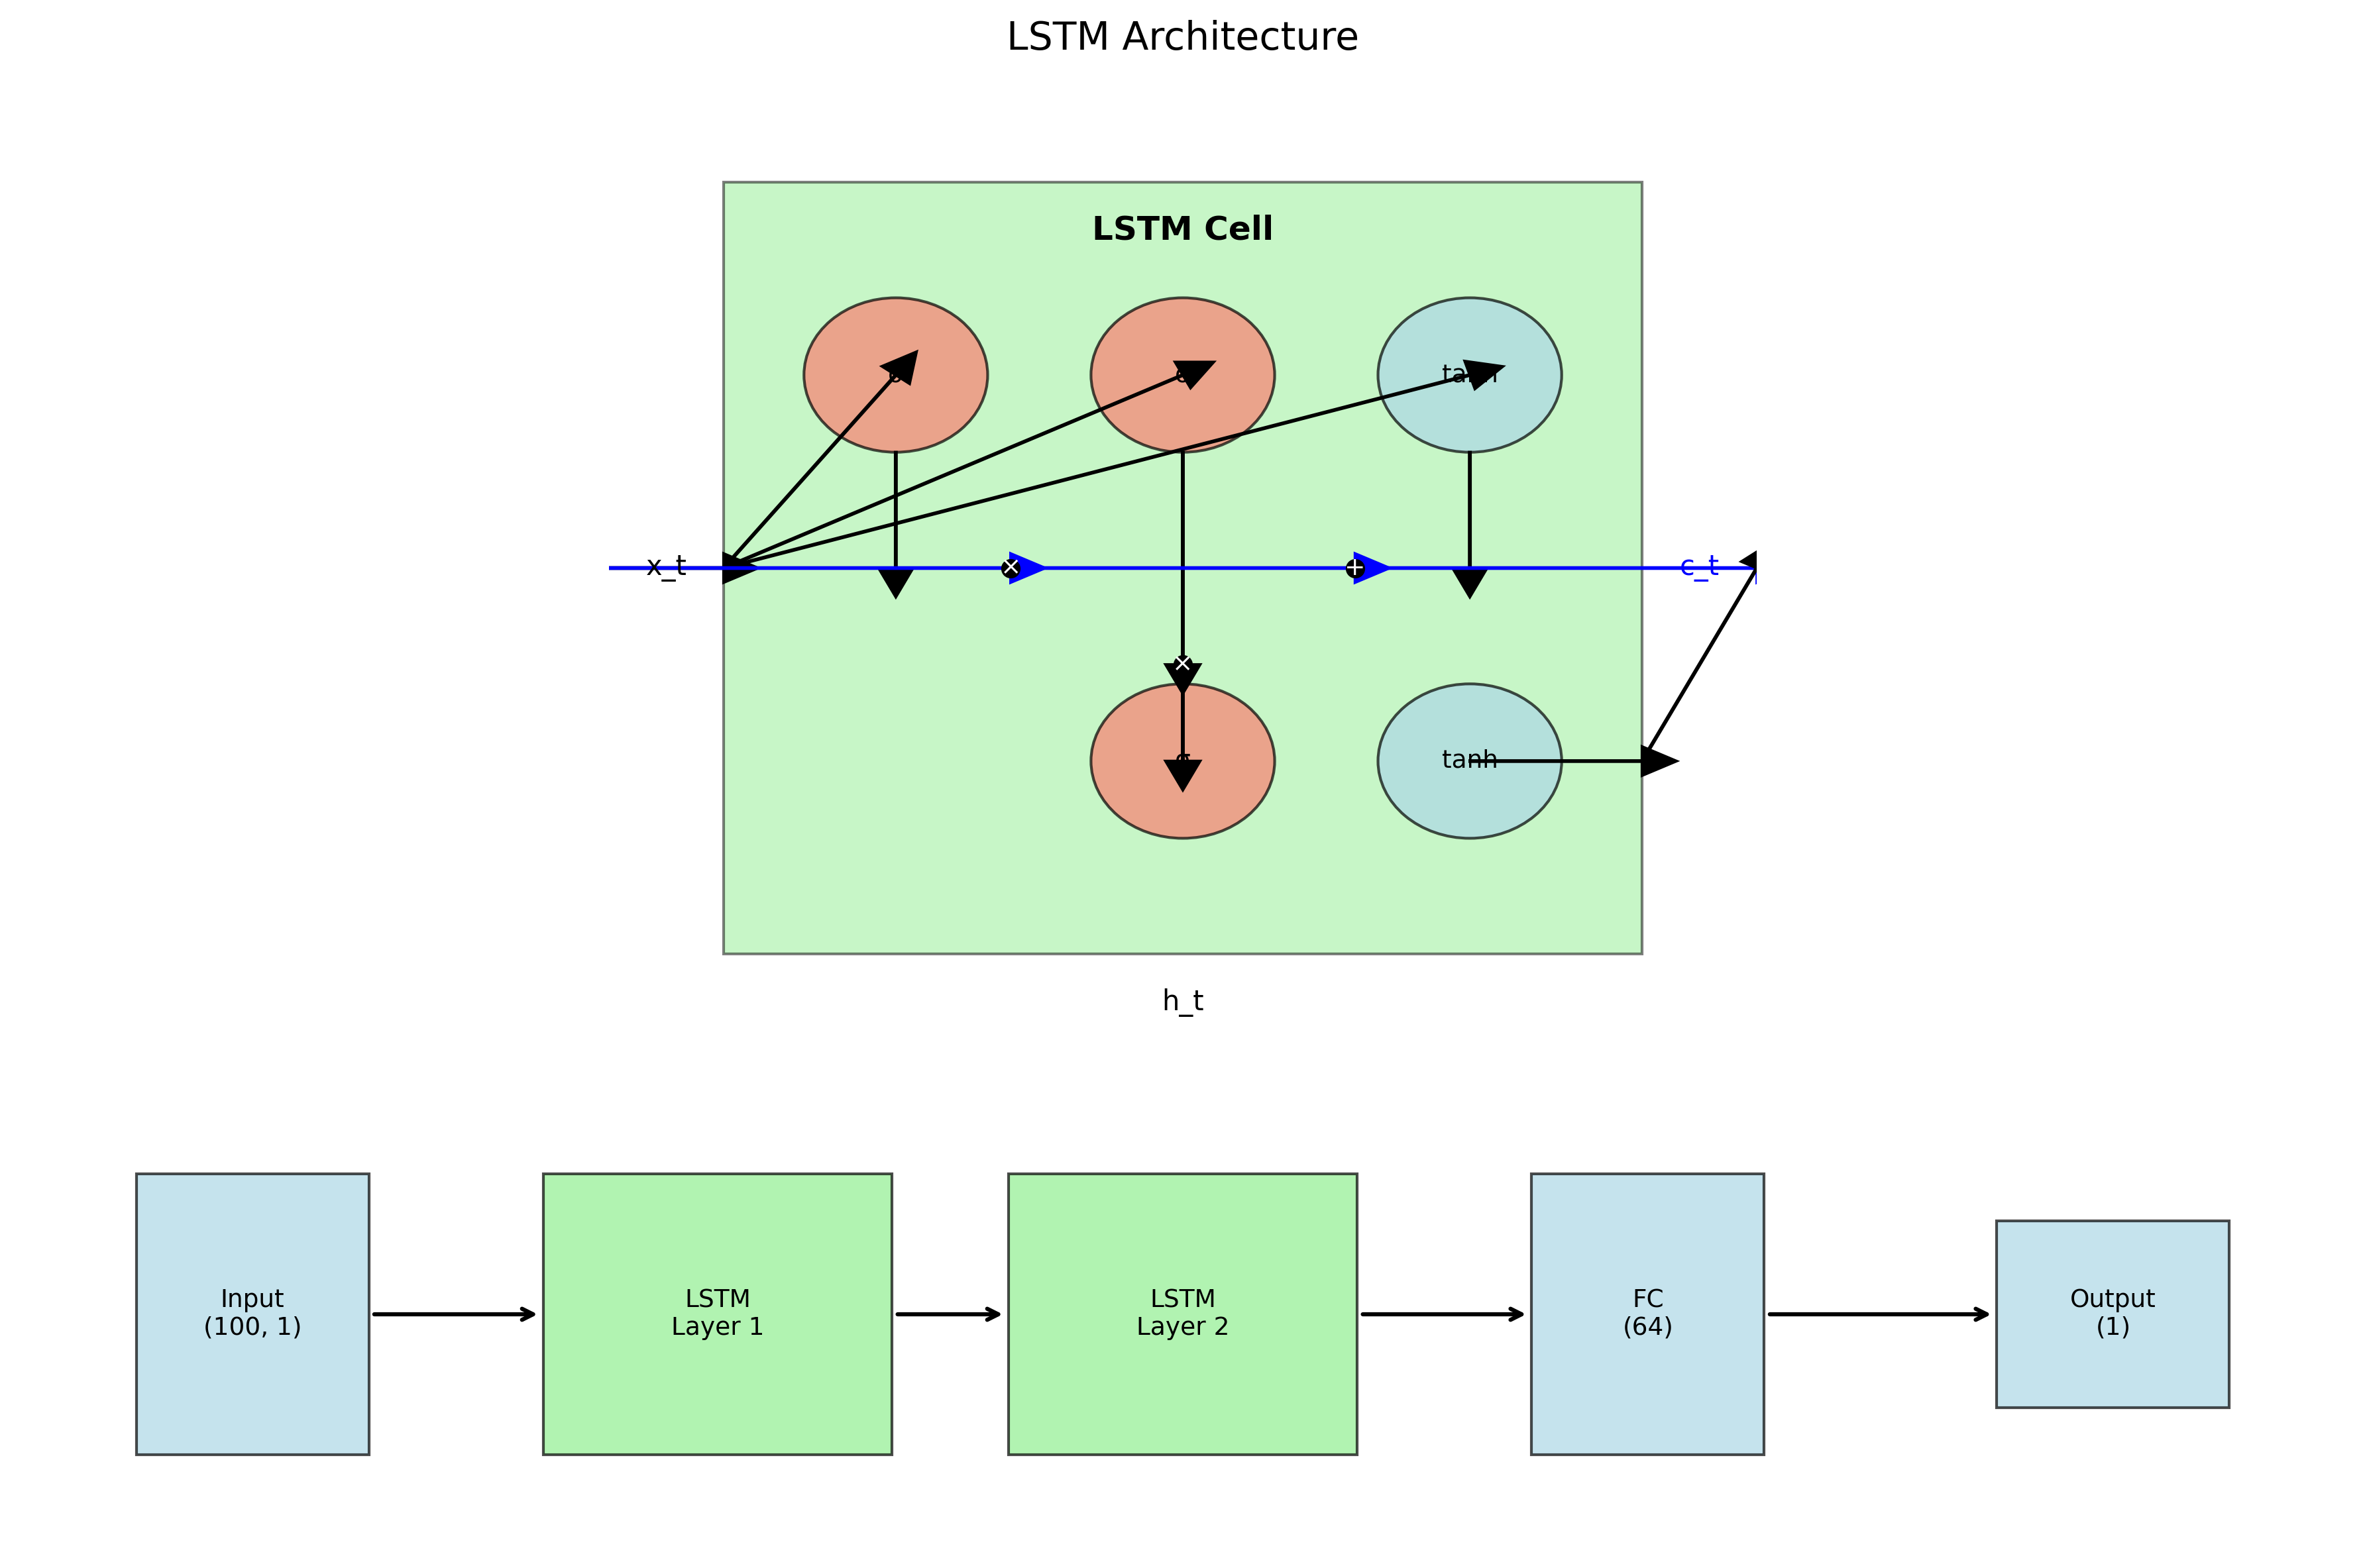 LSTM Architecture
LSTM Cell
tanh
x_t
×
+
c_t
×
σ
tanh
h_t
Input
(100, 1)
LSTM
Layer 1
LSTM
Layer 2
FC
(64)
Output
(1)